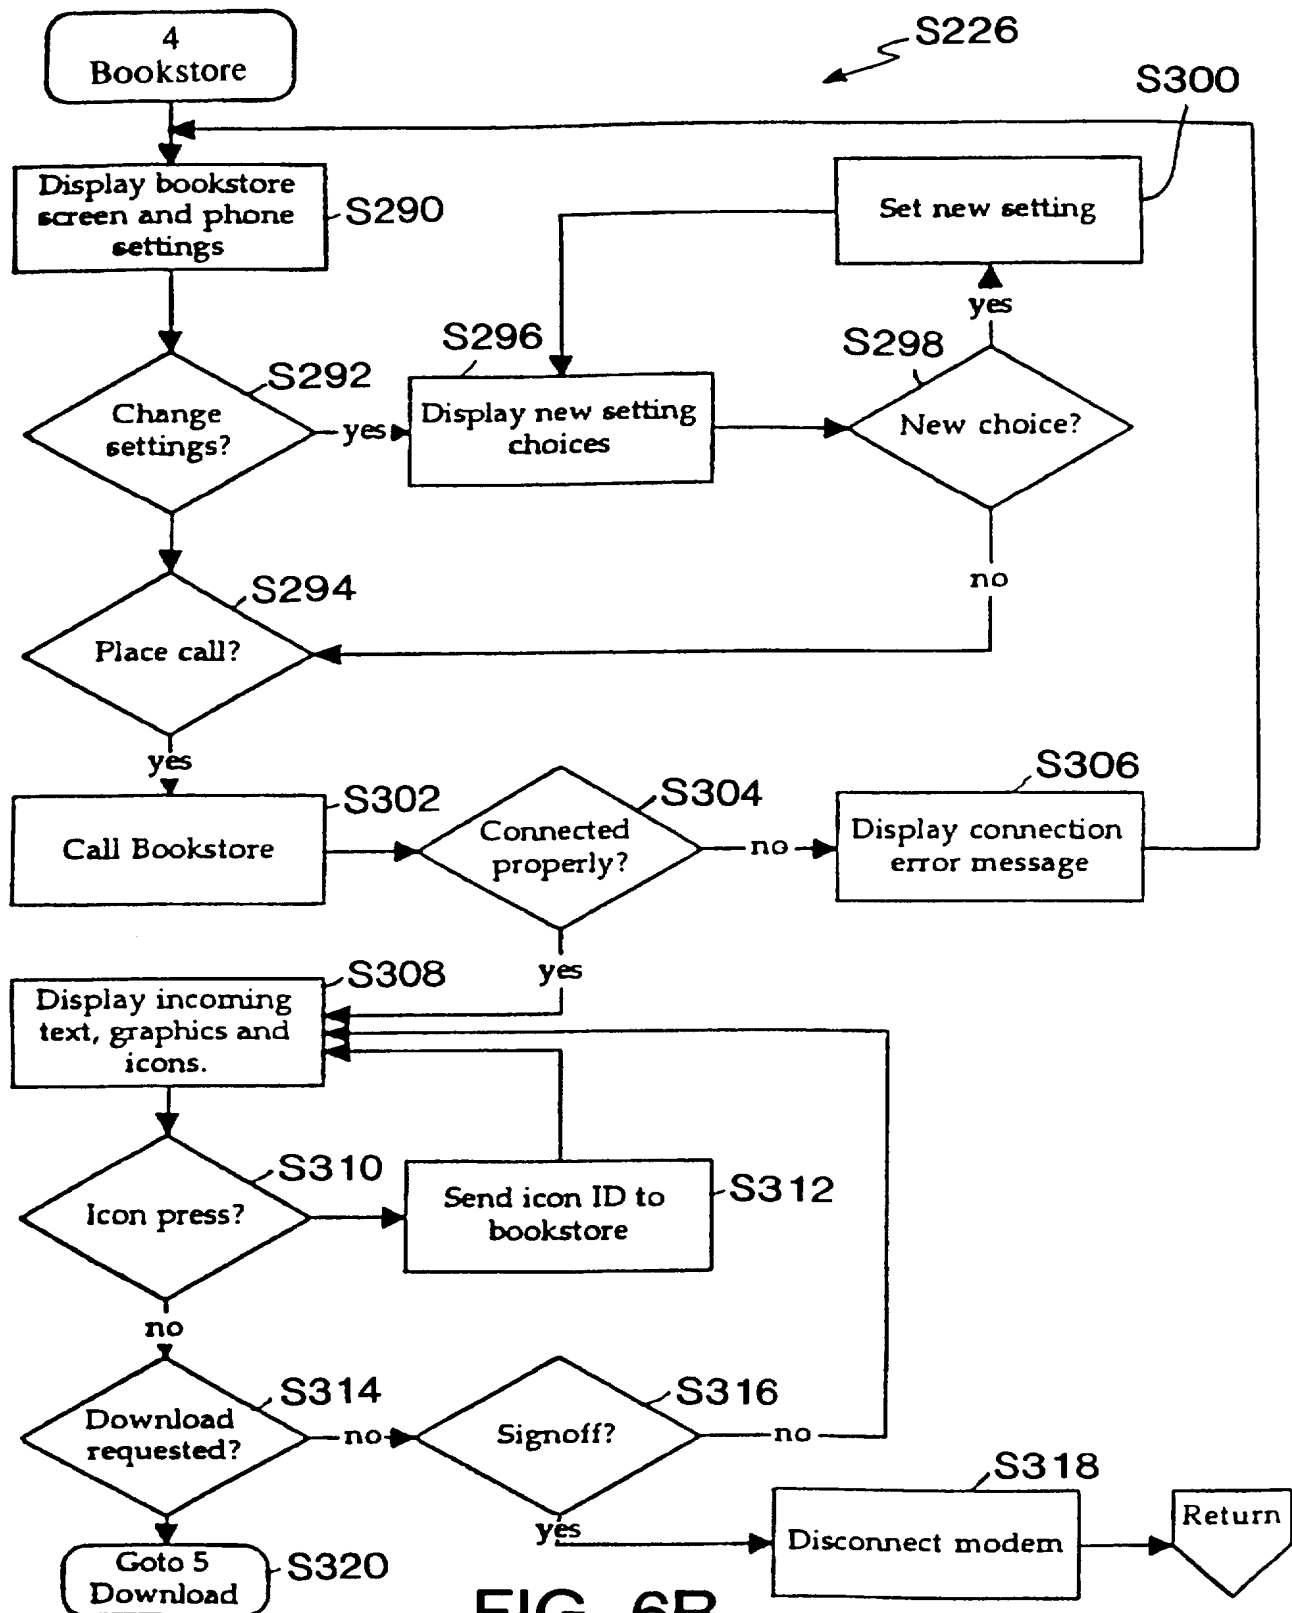 4
Bookstore
S226
S300
Display bookstore
screen and phone
settings
S290
Set new setting
yes
S296
S298
S292
Change
settings?
yes
Display new setting
choices
New choice?
no
S294
Place call?
yes
S302
Call Bookstore
S304
Connected
properly?
no
S306
Display connection
error message
yes
S308
Display incoming
text, graphics and
icons.
S310
Icon press?
Send icon ID to
bookstore
S312
no
S314
Download
requested?
no
S316
Signoff?
no
yes
S318
Disconnect modem
Return
Goto 5
Download
S320
FIG. 6B